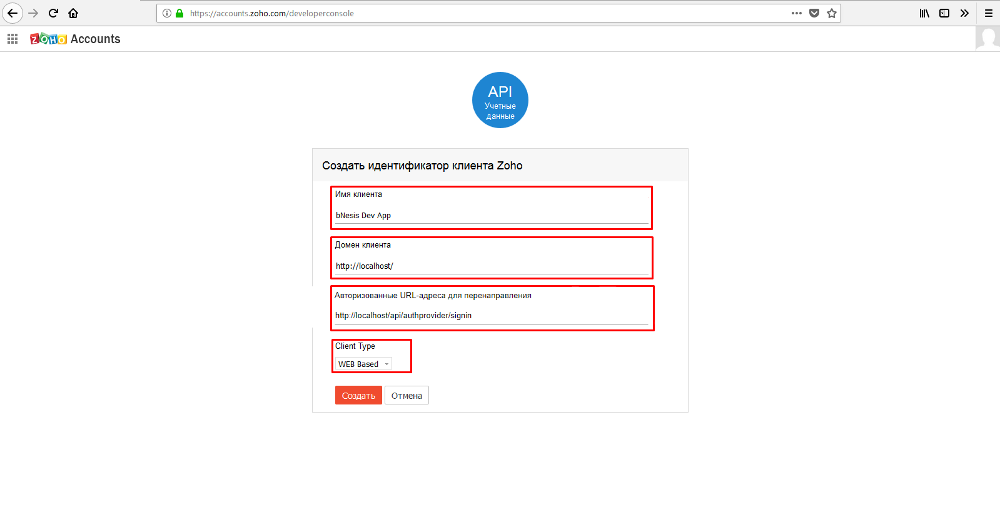 https://accounts.zoho.com/developerconsole
ZOHO Accounts
API
Учетные
данные
Создать идентификатор клиента Zoho
Имя клиента
bNesis Dev App
Домен клиента
http://localhost/
Авторизованные URL-адреса для перенаправления
http://localhost/api/authprovider/signin
Client Type
WEB Based
Создать Отмена